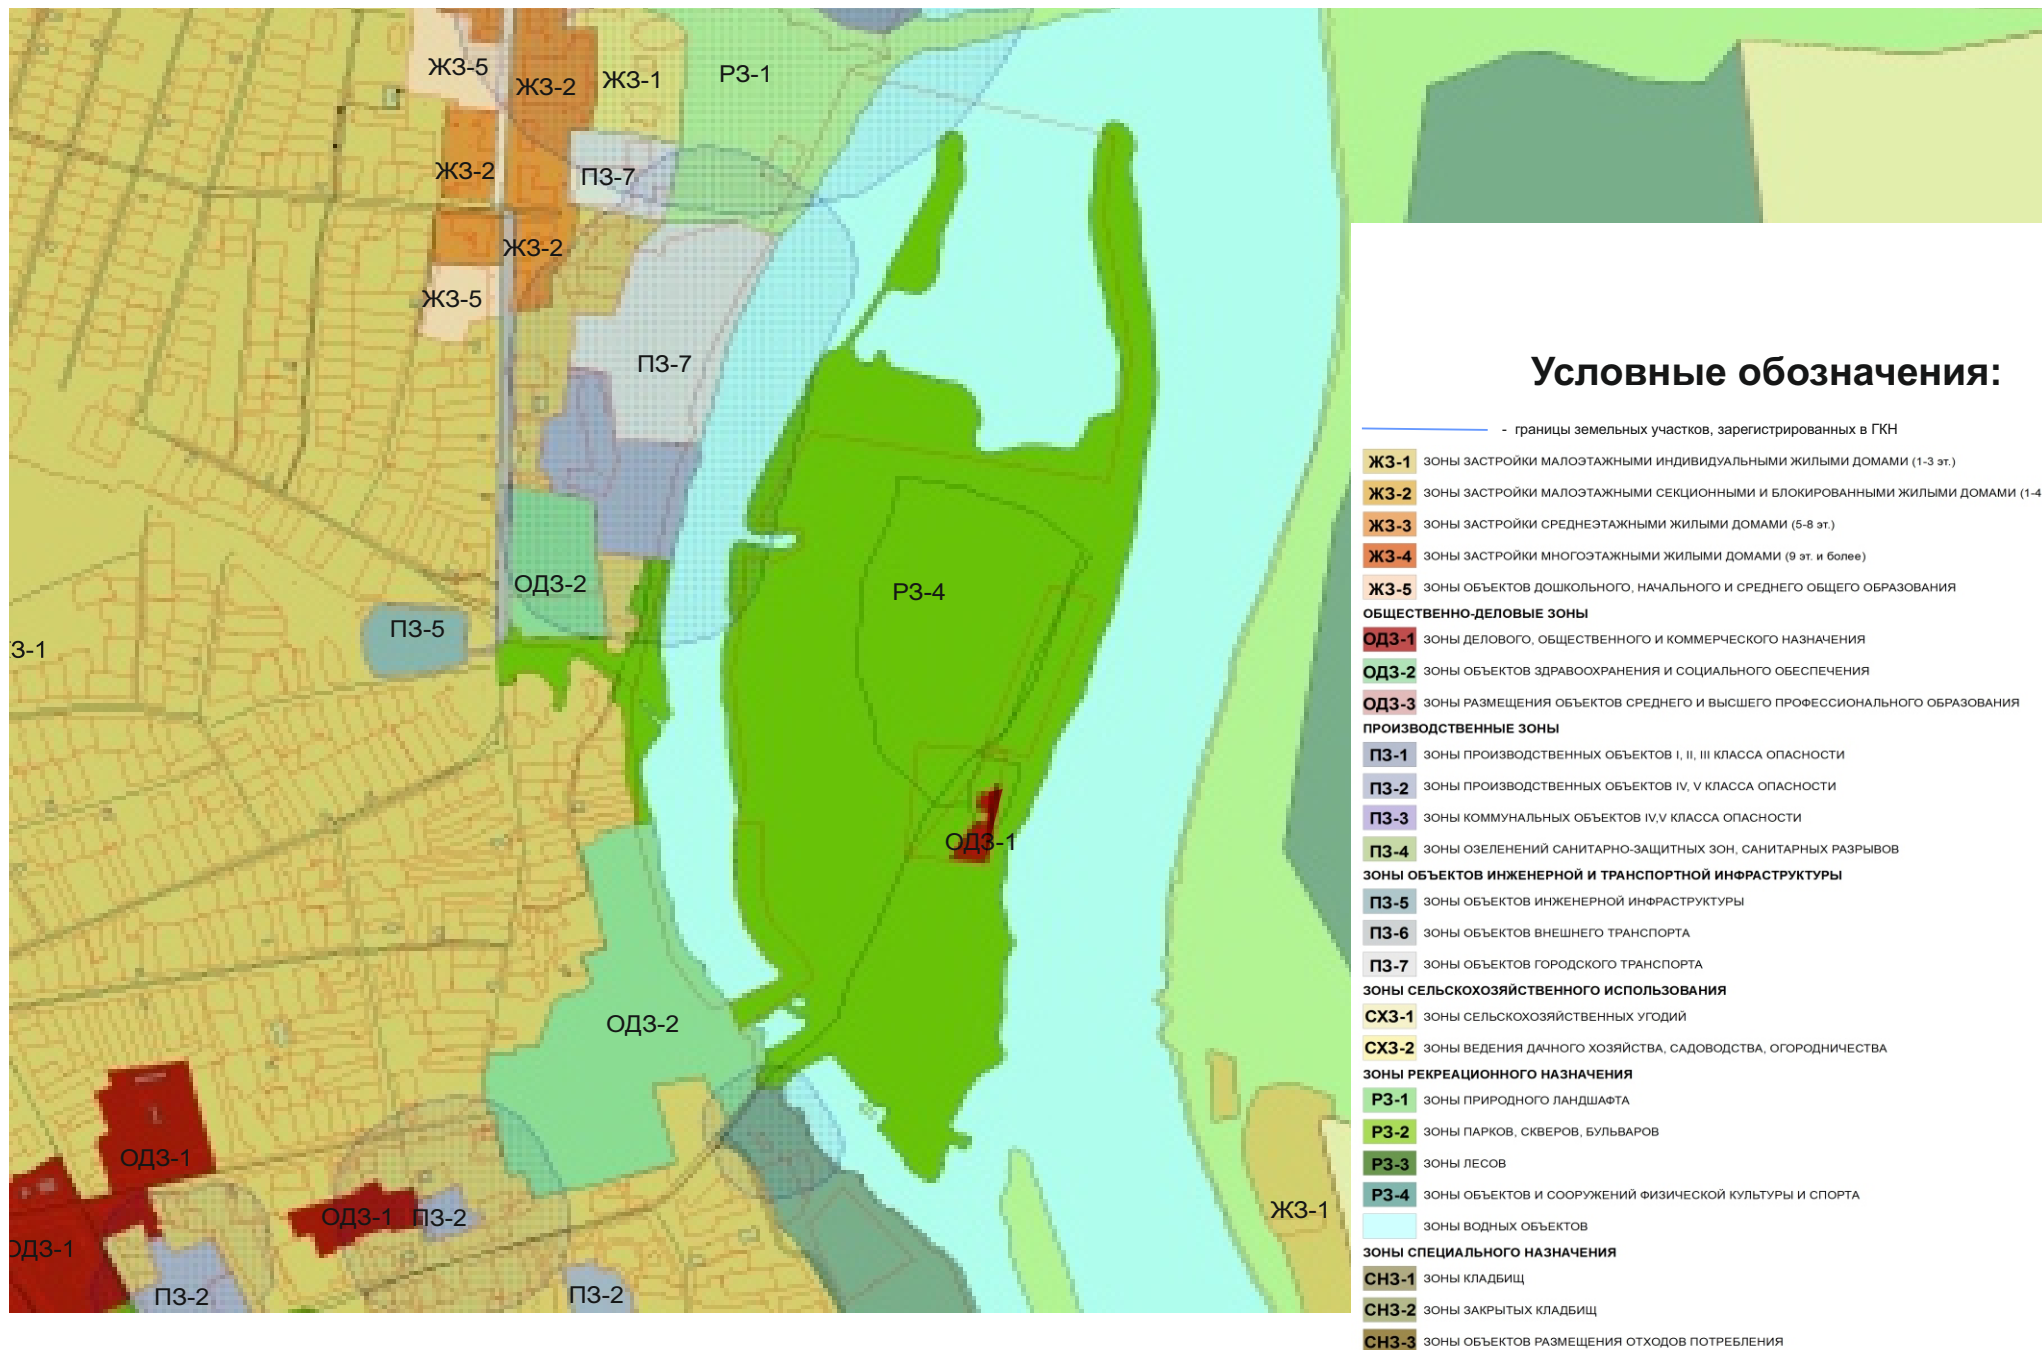 ЖЗ-5
ЖЗ-2
ЖЗ-1
РЗ-1
ЖЗ-2
ПЗ-7
ЖЗ-2
ЖЗ-5
ПЗ-7
ОДЗ-2
РЗ-4
ПЗ-5
З-1
ОДЗ-1
ОДЗ-2
ОДЗ-1
ОДЗ-1
ПЗ-2
ЖЗ-1
ОДЗ-1
ПЗ-2
ПЗ-2
Условные обозначения:
- границы земельных участков, зарегистрированных в ГКН
ЖЗ-1 ЗОНЫ ЗАСТРОЙКИ МАЛОЭТАЖНЫМИ ИНДИВИДУАЛЬНЫМИ ЖИЛЫМИ ДОМАМИ (1-3 эт.)
ЖЗ-2 ЗОНЫ ЗАСТРОЙКИ МАЛОЭТАЖНЫМИ СЕКЦИОННЫМИ И БЛОКИРОВАННЫМИ ЖИЛЫМИ ДОМАМИ (1-4
ЖЗ-3 ЗОНЫ ЗАСТРОЙКИ СРЕДНЕЭТАЖНЫМИ ЖИЛЫМИ ДОМАМИ (5-8 эт.)
ЖЗ-4 ЗОНЫ ЗАСТРОЙКИ МНОГОЭТАЖНЫМИ ЖИЛЫМИ ДОМАМИ (9 эт. и более)
ЖЗ-5 ЗОНЫ ОБЪЕКТОВ ДОШКОЛЬНОГО, НАЧАЛЬНОГО И СРЕДНЕГО ОБЩЕГО ОБРАЗОВАНИЯ
ОБЩЕСТВЕННО-ДЕЛОВЫЕ ЗОНЫ
ОДЗ-1 ЗОНЫ ДЕЛОВОГО, ОБЩЕСТВЕННОГО И КОММЕРЧЕСКОГО НАЗНАЧЕНИЯ
ОДЗ-2 ЗОНЫ ОБЪЕКТОВ ЗДРАВООХРАНЕНИЯ И СОЦИАЛЬНОГО ОБЕСПЕЧЕНИЯ
ОДЗ-3 ЗОНЫ РАЗМЕЩЕНИЯ ОБЪЕКТОВ СРЕДНЕГО И ВЫСШЕГО ПРОФЕССИОНАЛЬНОГО ОБРАЗОВАНИЯ
ПРОИЗВОДСТВЕННЫЕ ЗОНЫ
ПЗ-1 ЗОНЫ ПРОИЗВОДСТВЕННЫХ ОБЪЕКТОВ I, II, III КЛАССА ОПАСНОСТИ
ПЗ-2 ЗОНЫ ПРОИЗВОДСТВЕННЫХ ОБЪЕКТОВ IV, V КЛАССА ОПАСНОСТИ
ПЗ-3 ЗОНЫ КОММУНАЛЬНЫХ ОБЪЕКТОВ IV,V КЛАССА ОПАСНОСТИ
ПЗ-4 ЗОНЫ ОЗЕЛЕНЕНИЙ САНИТАРНО-ЗАЩИТНЫХ ЗОН, САНИТАРНЫХ РАЗРЫВОВ
ЗОНЫ ОБЪЕКТОВ ИНЖЕНЕРНОЙ И ТРАНСПОРТНОЙ ИНФРАСТРУКТУРЫ
ПЗ-5 ЗОНЫ ОБЪЕКТОВ ИНЖЕНЕРНОЙ ИНФРАСТРУКТУРЫ
ПЗ-6 ЗОНЫ ОБЪЕКТОВ ВНЕШНЕГО ТРАНСПОРТА
ПЗ-7 ЗОНЫ ОБЪЕКТОВ ГОРОДСКОГО ТРАНСПОРТА
ЗОНЫ СЕЛЬСКОХОЗЯЙСТВЕННОГО ИСПОЛЬЗОВАНИЯ
СХЗ-1 ЗОНЫ СЕЛЬСКОХОЗЯЙСТВЕННЫХ УГОДИЙ
СХЗ-2 ЗОНЫ ВЕДЕНИЯ ДАЧНОГО ХОЗЯЙСТВА, САДОВОДСТВА, ОГОРОДНИЧЕСТВА
ЗОНЫ РЕКРЕАЦИОННОГО НАЗНАЧЕНИЯ
РЗ-1 ЗОНЫ ПРИРОДНОГО ЛАНДШАФТА
РЗ-2 ЗОНЫ ПАРКОВ, СКВЕРОВ, БУЛЬВАРОВ
РЗ-3 ЗОНЫ ЛЕСОВ
РЗ-4 ЗОНЫ ОБЪЕКТОВ И СООРУЖЕНИЙ ФИЗИЧЕСКОЙ КУЛЬТУРЫ И СПОРТА
ЗОНЫ ВОДНЫХ ОБЪЕКТОВ
ЗОНЫ СПЕЦИАЛЬНОГО НАЗНАЧЕНИЯ
СНЗ-1 ЗОНЫ КЛАДБИЩ
СНЗ-2 ЗОНЫ ЗАКРЫТЫХ КЛАДБИЩ
СНЗ-3 ЗОНЫ ОБЪЕКТОВ РАЗМЕЩЕНИЯ ОТХОДОВ ПОТРЕБЛЕНИЯ